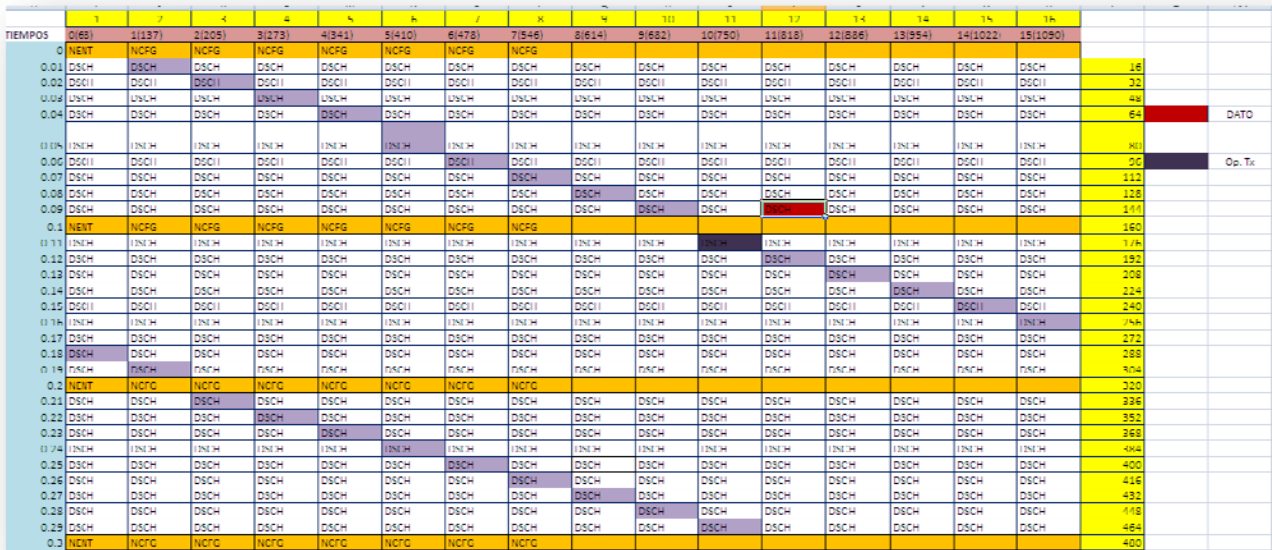 1 2 3 4 5 6 7 8 9 10 11 12 13 14 15 16
TIEMPOS 0(68) 1(137) 2(205) 3(273) 4(341) 5(410) 6(478) 7(546) 8(614) 9(682) 10(750) 11(818) 12(886) 13(954) 14(1022) 15(1090)
0 NENT NCFG NCFG NCFG NCFG NCFG NCFG NCFG
0.01 DSCH DSCH DSCH DSCH DSCH DSCH DSCH DSCH DSCH DSCH DSCH DSCH DSCH DSCH DSCH DSCH 16
0.02 DSCH DSCH DSCH DSCH DSCH DSCH DSCH DSCH DSCH DSCH DSCH DSCH DSCH DSCH DSCH DSCH 32
0.03 DSCH DSCH DSCH DSCH DSCH DSCH DSCH DSCH DSCH DSCH DSCH DSCH DSCH DSCH DSCH DSCH 48
0.04 DSCH DSCH DSCH DSCH DSCH DSCH DSCH DSCH DSCH DSCH DSCH DSCH DSCH DSCH DSCH DSCH 64 DATO
0.05 DSCH DSCH DSCH DSCH DSCH DSCH DSCH DSCH DSCH DSCH DSCH DSCH DSCH DSCH DSCH DSCH 80
0.06 DSCH DSCH DSCH DSCH DSCH DSCH DSCH DSCH DSCH DSCH DSCH DSCH DSCH DSCH DSCH DSCH 96 Op. Tx
0.07 DSCH DSCH DSCH DSCH DSCH DSCH DSCH DSCH DSCH DSCH DSCH DSCH DSCH DSCH DSCH DSCH 112
0.08 DSCH DSCH DSCH DSCH DSCH DSCH DSCH DSCH DSCH DSCH DSCH DSCH DSCH DSCH DSCH DSCH 128
0.09 DSCH DSCH DSCH DSCH DSCH DSCH DSCH DSCH DSCH DSCH DSCH DSCH DSCH DSCH DSCH DSCH 144
0.1 NENT NCFG NCFG NCFG NCFG NCFG NCFG NCFG 160
0.11 DSCH DSCH DSCH DSCH DSCH DSCH DSCH DSCH DSCH DSCH DSCH DSCH DSCH DSCH DSCH DSCH 176
0.12 DSCH DSCH DSCH DSCH DSCH DSCH DSCH DSCH DSCH DSCH DSCH DSCH DSCH DSCH DSCH DSCH 192
0.13 DSCH DSCH DSCH DSCH DSCH DSCH DSCH DSCH DSCH DSCH DSCH DSCH DSCH DSCH DSCH DSCH 208
0.14 DSCH DSCH DSCH DSCH DSCH DSCH DSCH DSCH DSCH DSCH DSCH DSCH DSCH DSCH DSCH DSCH 224
0.15 DSCH DSCH DSCH DSCH DSCH DSCH DSCH DSCH DSCH DSCH DSCH DSCH DSCH DSCH DSCH DSCH 240
0.16 DSCH DSCH DSCH DSCH DSCH DSCH DSCH DSCH DSCH DSCH DSCH DSCH DSCH DSCH DSCH DSCH 256
0.17 DSCH DSCH DSCH DSCH DSCH DSCH DSCH DSCH DSCH DSCH DSCH DSCH DSCH DSCH DSCH DSCH 272
0.18 DSCH DSCH DSCH DSCH DSCH DSCH DSCH DSCH DSCH DSCH DSCH DSCH DSCH DSCH DSCH DSCH 288
0.19 DSCH DSCH DSCH DSCH DSCH DSCH DSCH DSCH DSCH DSCH DSCH DSCH DSCH DSCH DSCH DSCH 304
0.2 NENT NCFG NCFG NCFG NCFG NCFG NCFG NCFG 320
0.21 DSCH DSCH DSCH DSCH DSCH DSCH DSCH DSCH DSCH DSCH DSCH DSCH DSCH DSCH DSCH DSCH 336
0.22 DSCH DSCH DSCH DSCH DSCH DSCH DSCH DSCH DSCH DSCH DSCH DSCH DSCH DSCH DSCH DSCH 352
0.23 DSCH DSCH DSCH DSCH DSCH DSCH DSCH DSCH DSCH DSCH DSCH DSCH DSCH DSCH DSCH DSCH 368
0.24 DSCH DSCH DSCH DSCH DSCH DSCH DSCH DSCH DSCH DSCH DSCH DSCH DSCH DSCH DSCH DSCH 384
0.25 DSCH DSCH DSCH DSCH DSCH DSCH DSCH DSCH DSCH DSCH DSCH DSCH DSCH DSCH DSCH DSCH 400
0.26 DSCH DSCH DSCH DSCH DSCH DSCH DSCH DSCH DSCH DSCH DSCH DSCH DSCH DSCH DSCH DSCH 416
0.27 DSCH DSCH DSCH DSCH DSCH DSCH DSCH DSCH DSCH DSCH DSCH DSCH DSCH DSCH DSCH DSCH 432
0.28 DSCH DSCH DSCH DSCH DSCH DSCH DSCH DSCH DSCH DSCH DSCH DSCH DSCH DSCH DSCH DSCH 448
0.29 DSCH DSCH DSCH DSCH DSCH DSCH DSCH DSCH DSCH DSCH DSCH DSCH DSCH DSCH DSCH DSCH 464
0.3 NENT NCFG NCFG NCFG NCFG NCFG NCFG NCFG 480